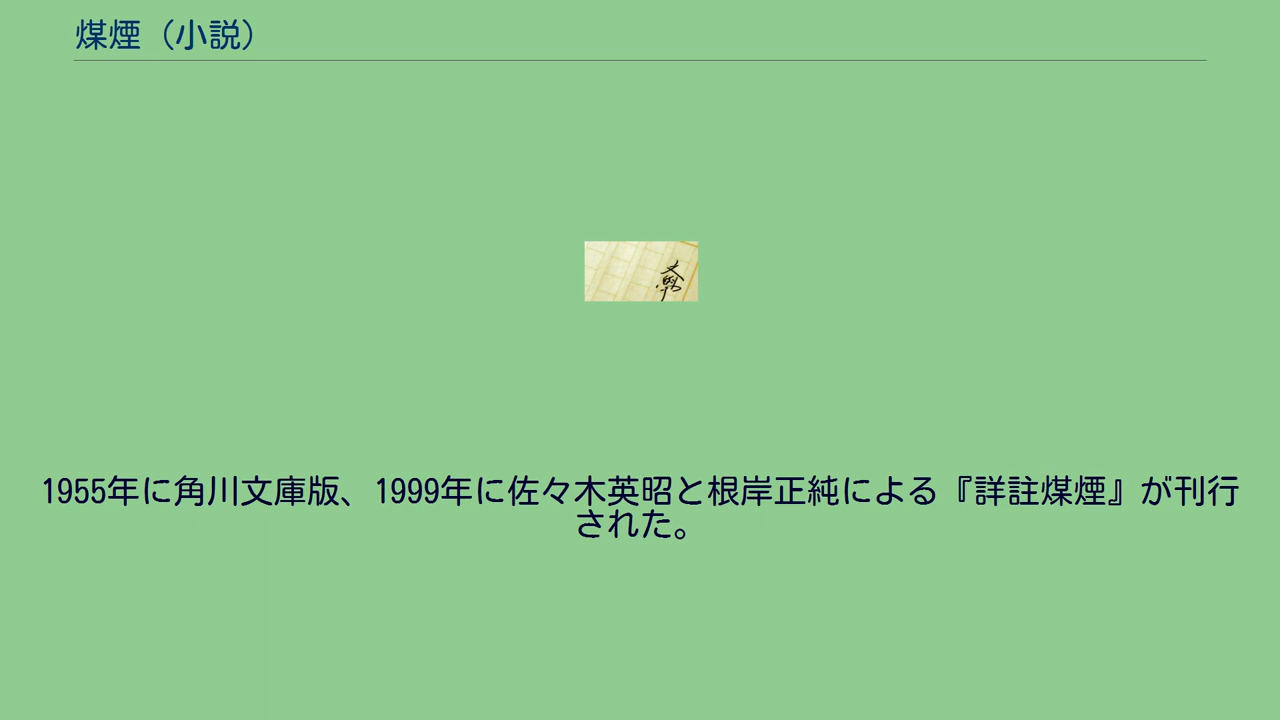 煤煙（小説）
1955年に角川文庫版、1999年に佐々木英昭と根岸正純による『詳註煤煙』が刊行
された。